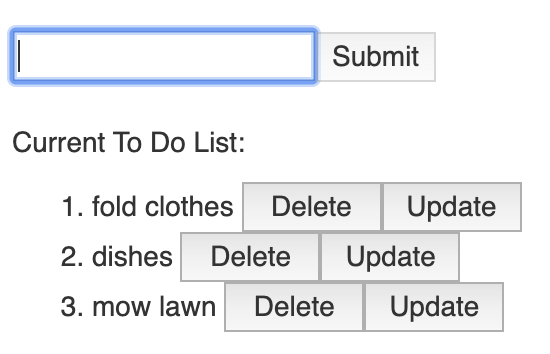 Submit
Current To Do List:
1. fold clothes Delete Update
2. dishes Delete Update
3. mow lawn Delete Update